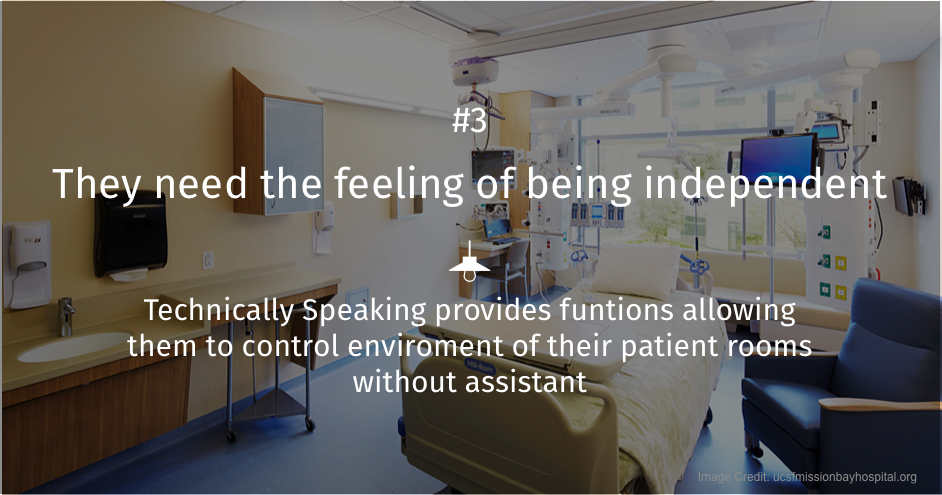 #3
They need the feeling of being independent
Technically Speaking provides funtions allowing
them to control enviroment of their patient rooms
without assistant
Image Credit: ucsfmissionbayhospital.org